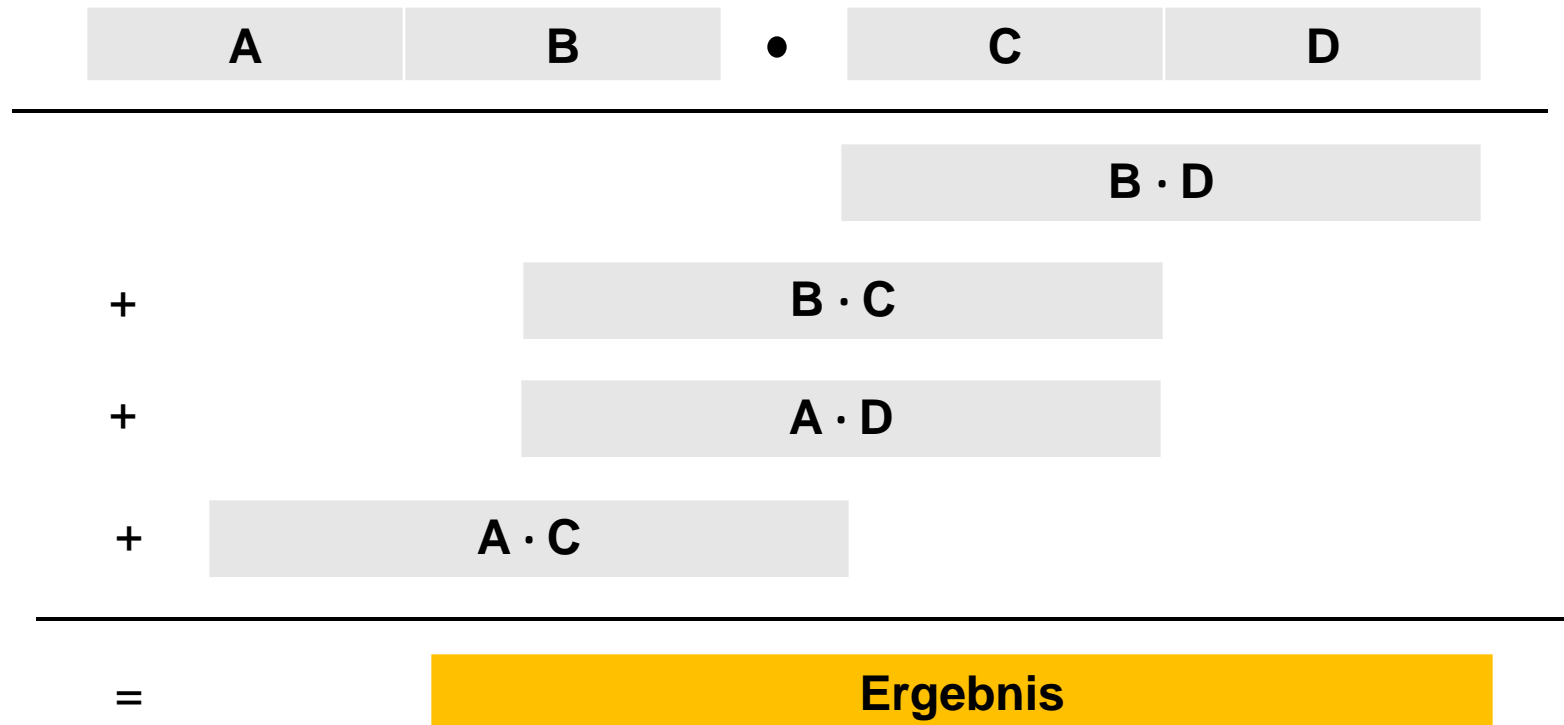 A B • C D
B · D
+ B · C
+ A · D
+ A · C
= Ergebnis